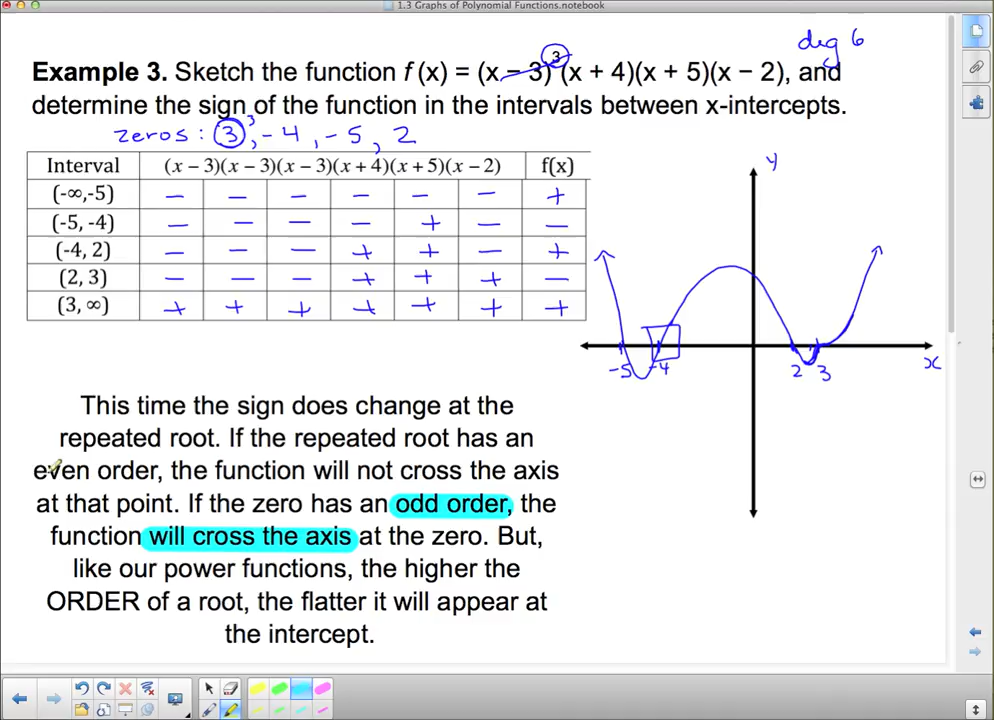 1.3 Graphs of Polynomial Functions.notebook
deg 6
Example 3. Sketch the function f (x) = (x − 3)³(x + 4)(x + 5)(x − 2), and
determine the sign of the function in the intervals between x-intercepts.
zeros : 3³, -4, -5, 2
Interval (x − 3)(x − 3)(x − 3)(x + 4)(x + 5)(x − 2) f(x)
(-∞,-5) − − − − − − +
(-5, -4) − − − − + − −
(-4, 2) − − − + + − +
(2, 3) − − − + + + −
(3, ∞) + + + + + + +
y
-5 -4 2 3 x
This time the sign does change at the
repeated root. If the repeated root has an
even order, the function will not cross the axis
at that point. If the zero has an odd order, the
function will cross the axis at the zero. But,
like our power functions, the higher the
ORDER of a root, the flatter it will appear at
the intercept.